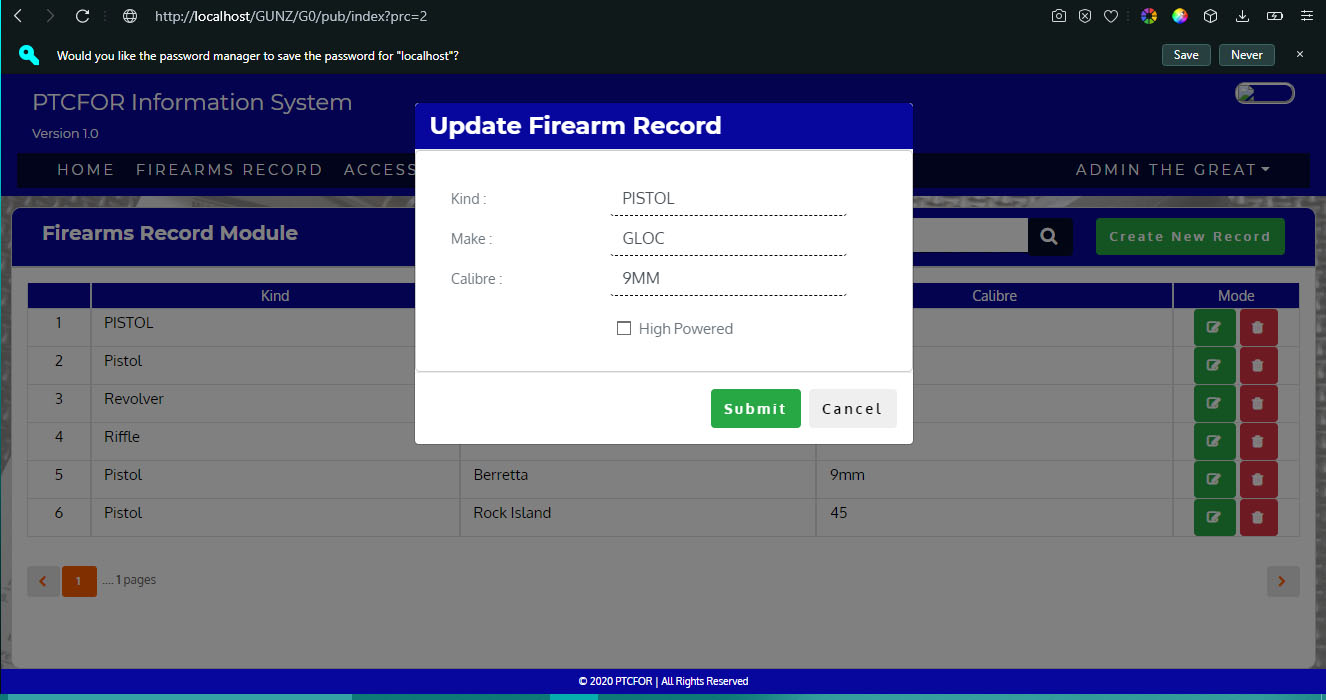 http://localhost/GUNZ/G0/pub/index?prc=2
Would you like the password manager to save the password for "localhost"?
Save
Never
PTCFOR Information System
Version 1.0
HOME
FIREARMS RECORD
ACCESS
ADMIN THE GREAT
Update Firearm Record
Kind :
PISTOL
Make :
GLOC
Calibre :
9MM
High Powered
Submit
Cancel
Firearms Record Module
Create New Record
Kind
Calibre
Mode
1 PISTOL
2 Pistol
3 Revolver
4 Riffle
5 Pistol Berretta 9mm
6 Pistol Rock Island 45
1 .... 1 pages
© 2020 PTCFOR | All Rights Reserved